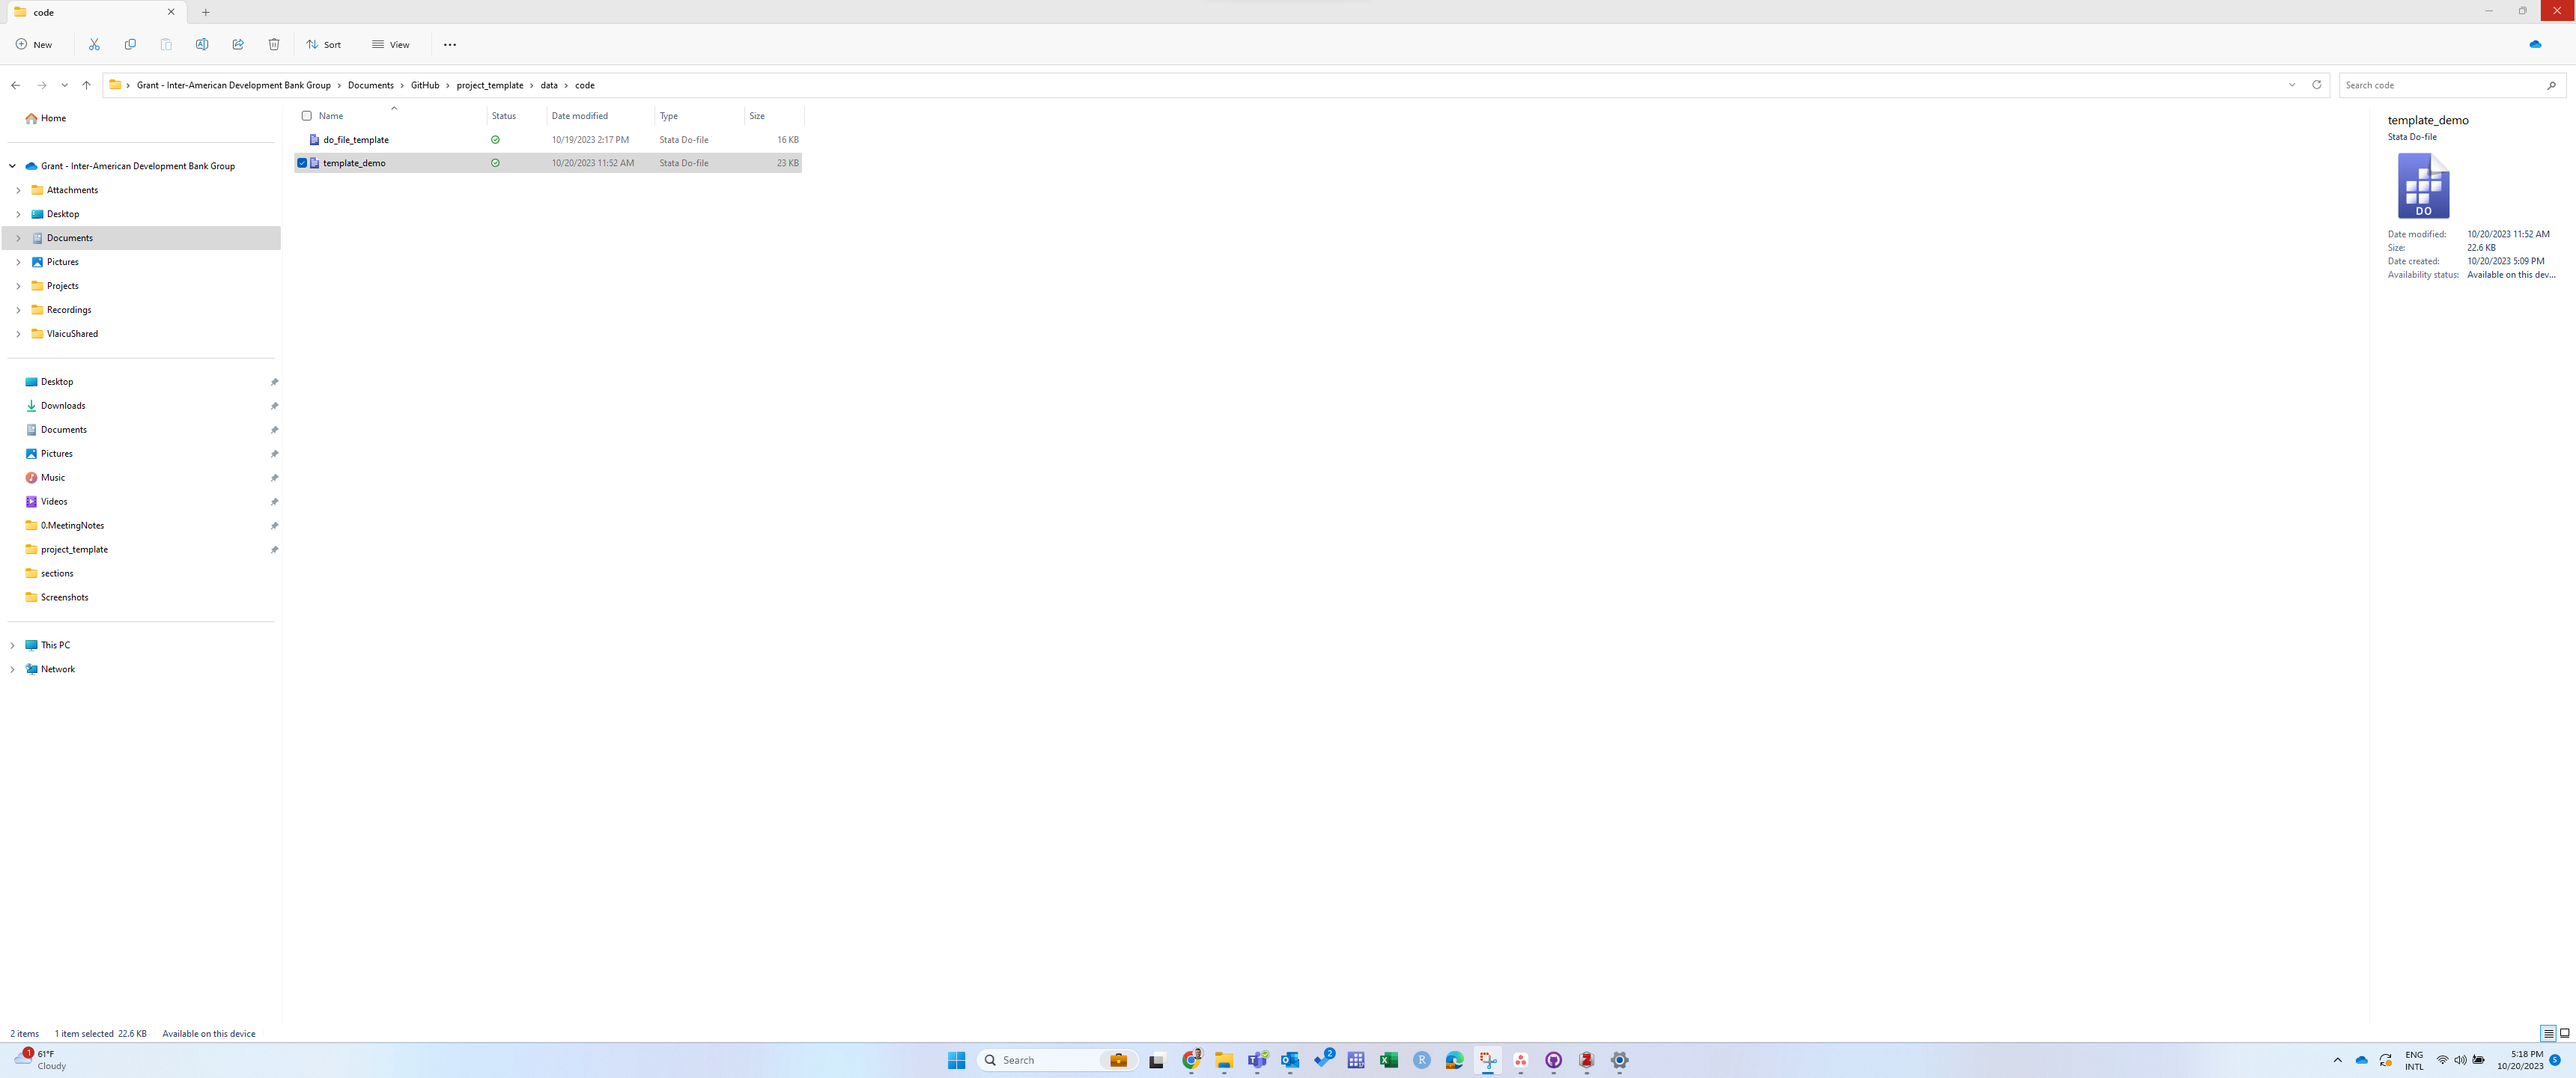 code
New
Sort
View
Grant - Inter-American Development Bank Group
Documents
GitHub
project_template
data
code
Search code
Home
Grant - Inter-American Development Bank Group
Attachments
Desktop
Documents
Pictures
Projects
Recordings
VlaicuShared
Desktop
Downloads
Documents
Pictures
Music
Videos
0.MeetingNotes
project_template
sections
Screenshots
This PC
Network
Name Status Date modified Type Size
do_file_template 10/19/2023 2:17 PM Stata Do-file 16 KB
template_demo 10/20/2023 11:52 AM Stata Do-file 23 KB
template_demo
Stata Do-file
DO
Date modified: 10/20/2023 11:52 AM
Size: 22.6 KB
Date created: 10/20/2023 5:09 PM
Availability status: Available on this dev...
2 items 1 item selected 22.6 KB Available on this device
1
61°F
Cloudy
Search
2
R
Z
ENG
INTL
5:18 PM
10/20/2023
5